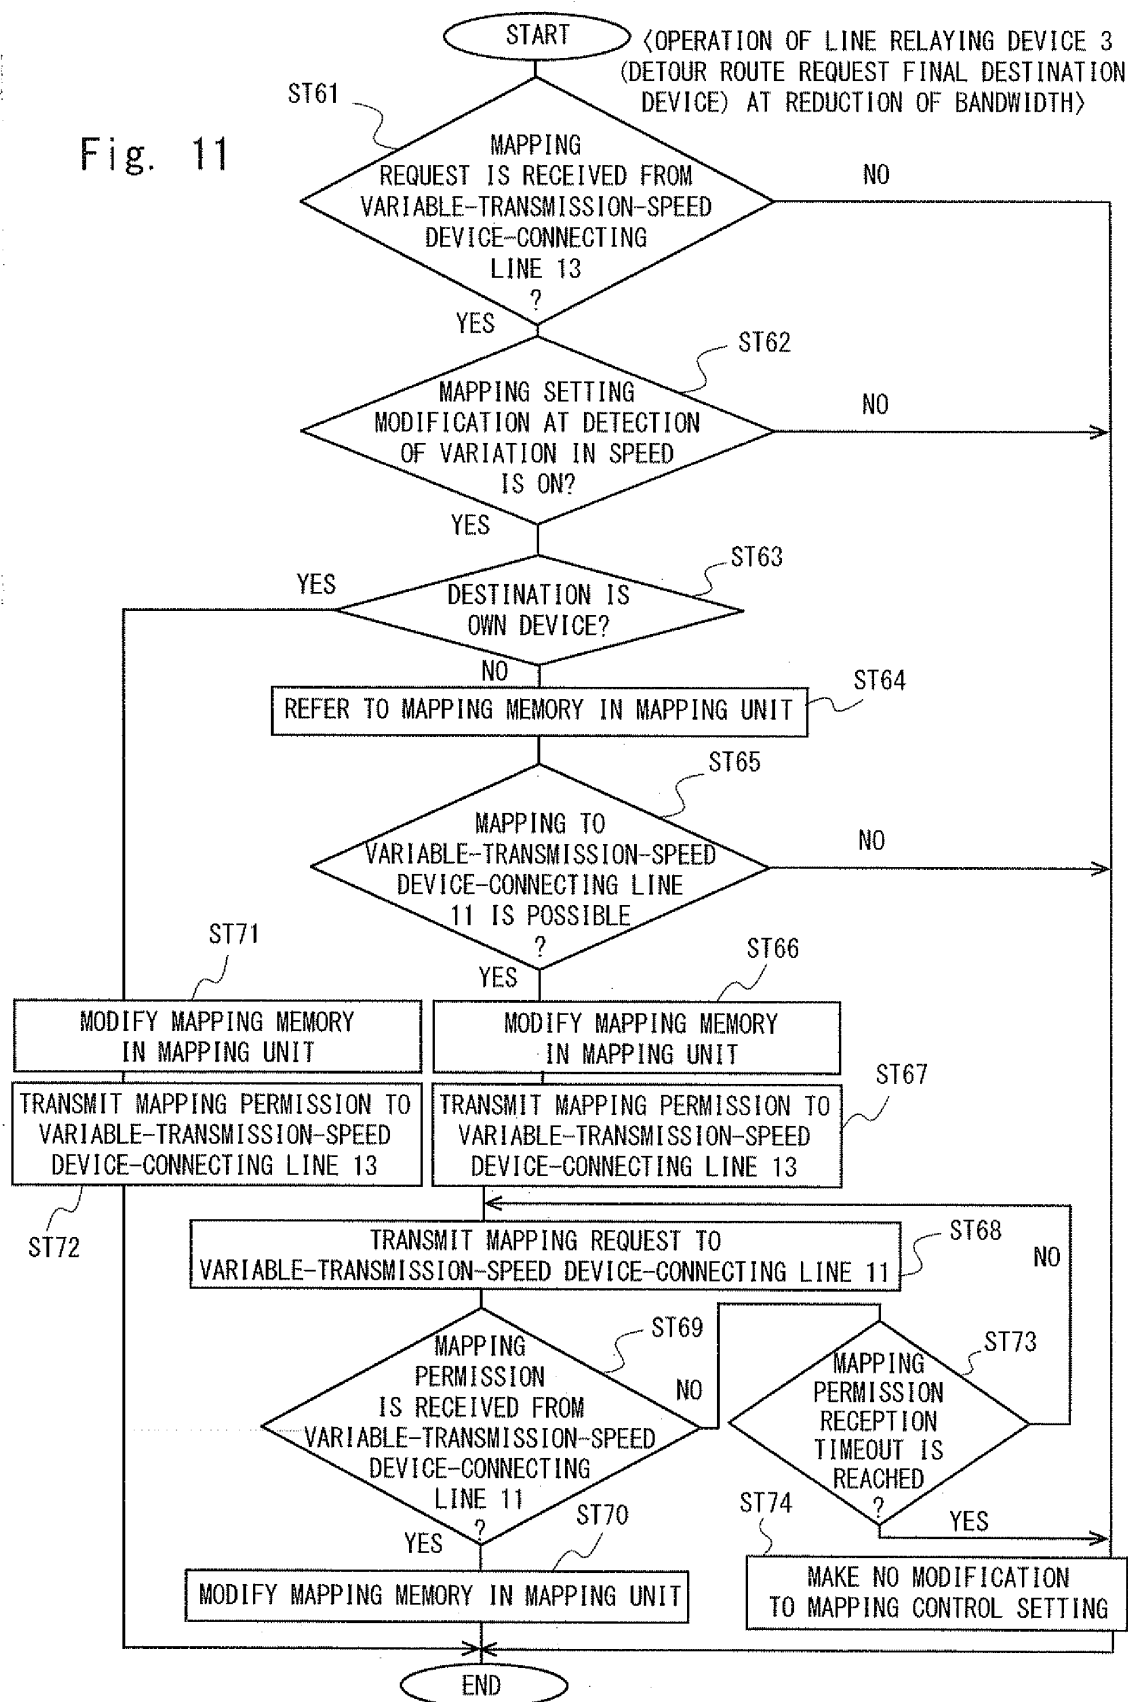 START
〈OPERATION OF LINE RELAYING DEVICE 3
(DETOUR ROUTE REQUEST FINAL DESTINATION
DEVICE) AT REDUCTION OF BANDWIDTH〉
Fig. 11
ST61
MAPPING
REQUEST IS RECEIVED FROM
VARIABLE-TRANSMISSION-SPEED
DEVICE-CONNECTING
LINE 13
?
NO
YES
ST62
MAPPING SETTING
MODIFICATION AT DETECTION
OF VARIATION IN SPEED
IS ON?
NO
YES
ST63
YES
DESTINATION IS
OWN DEVICE?
NO
ST64
REFER TO MAPPING MEMORY IN MAPPING UNIT
ST65
MAPPING TO
VARIABLE-TRANSMISSION-SPEED
DEVICE-CONNECTING LINE
11 IS POSSIBLE
?
NO
YES
ST71
MODIFY MAPPING MEMORY
IN MAPPING UNIT
ST66
MODIFY MAPPING MEMORY
IN MAPPING UNIT
TRANSMIT MAPPING PERMISSION TO
VARIABLE-TRANSMISSION-SPEED
DEVICE-CONNECTING LINE 13
ST72
ST67
TRANSMIT MAPPING PERMISSION TO
VARIABLE-TRANSMISSION-SPEED
DEVICE-CONNECTING LINE 13
TRANSMIT MAPPING REQUEST TO
VARIABLE-TRANSMISSION-SPEED DEVICE-CONNECTING LINE 11
ST68
NO
ST69
MAPPING
PERMISSION
IS RECEIVED FROM
VARIABLE-TRANSMISSION-SPEED
DEVICE-CONNECTING
LINE 11
?
NO
YES
ST73
MAPPING
PERMISSION
RECEPTION
TIMEOUT IS
REACHED
?
YES
ST70
MODIFY MAPPING MEMORY IN MAPPING UNIT
ST74
MAKE NO MODIFICATION
TO MAPPING CONTROL SETTING
END